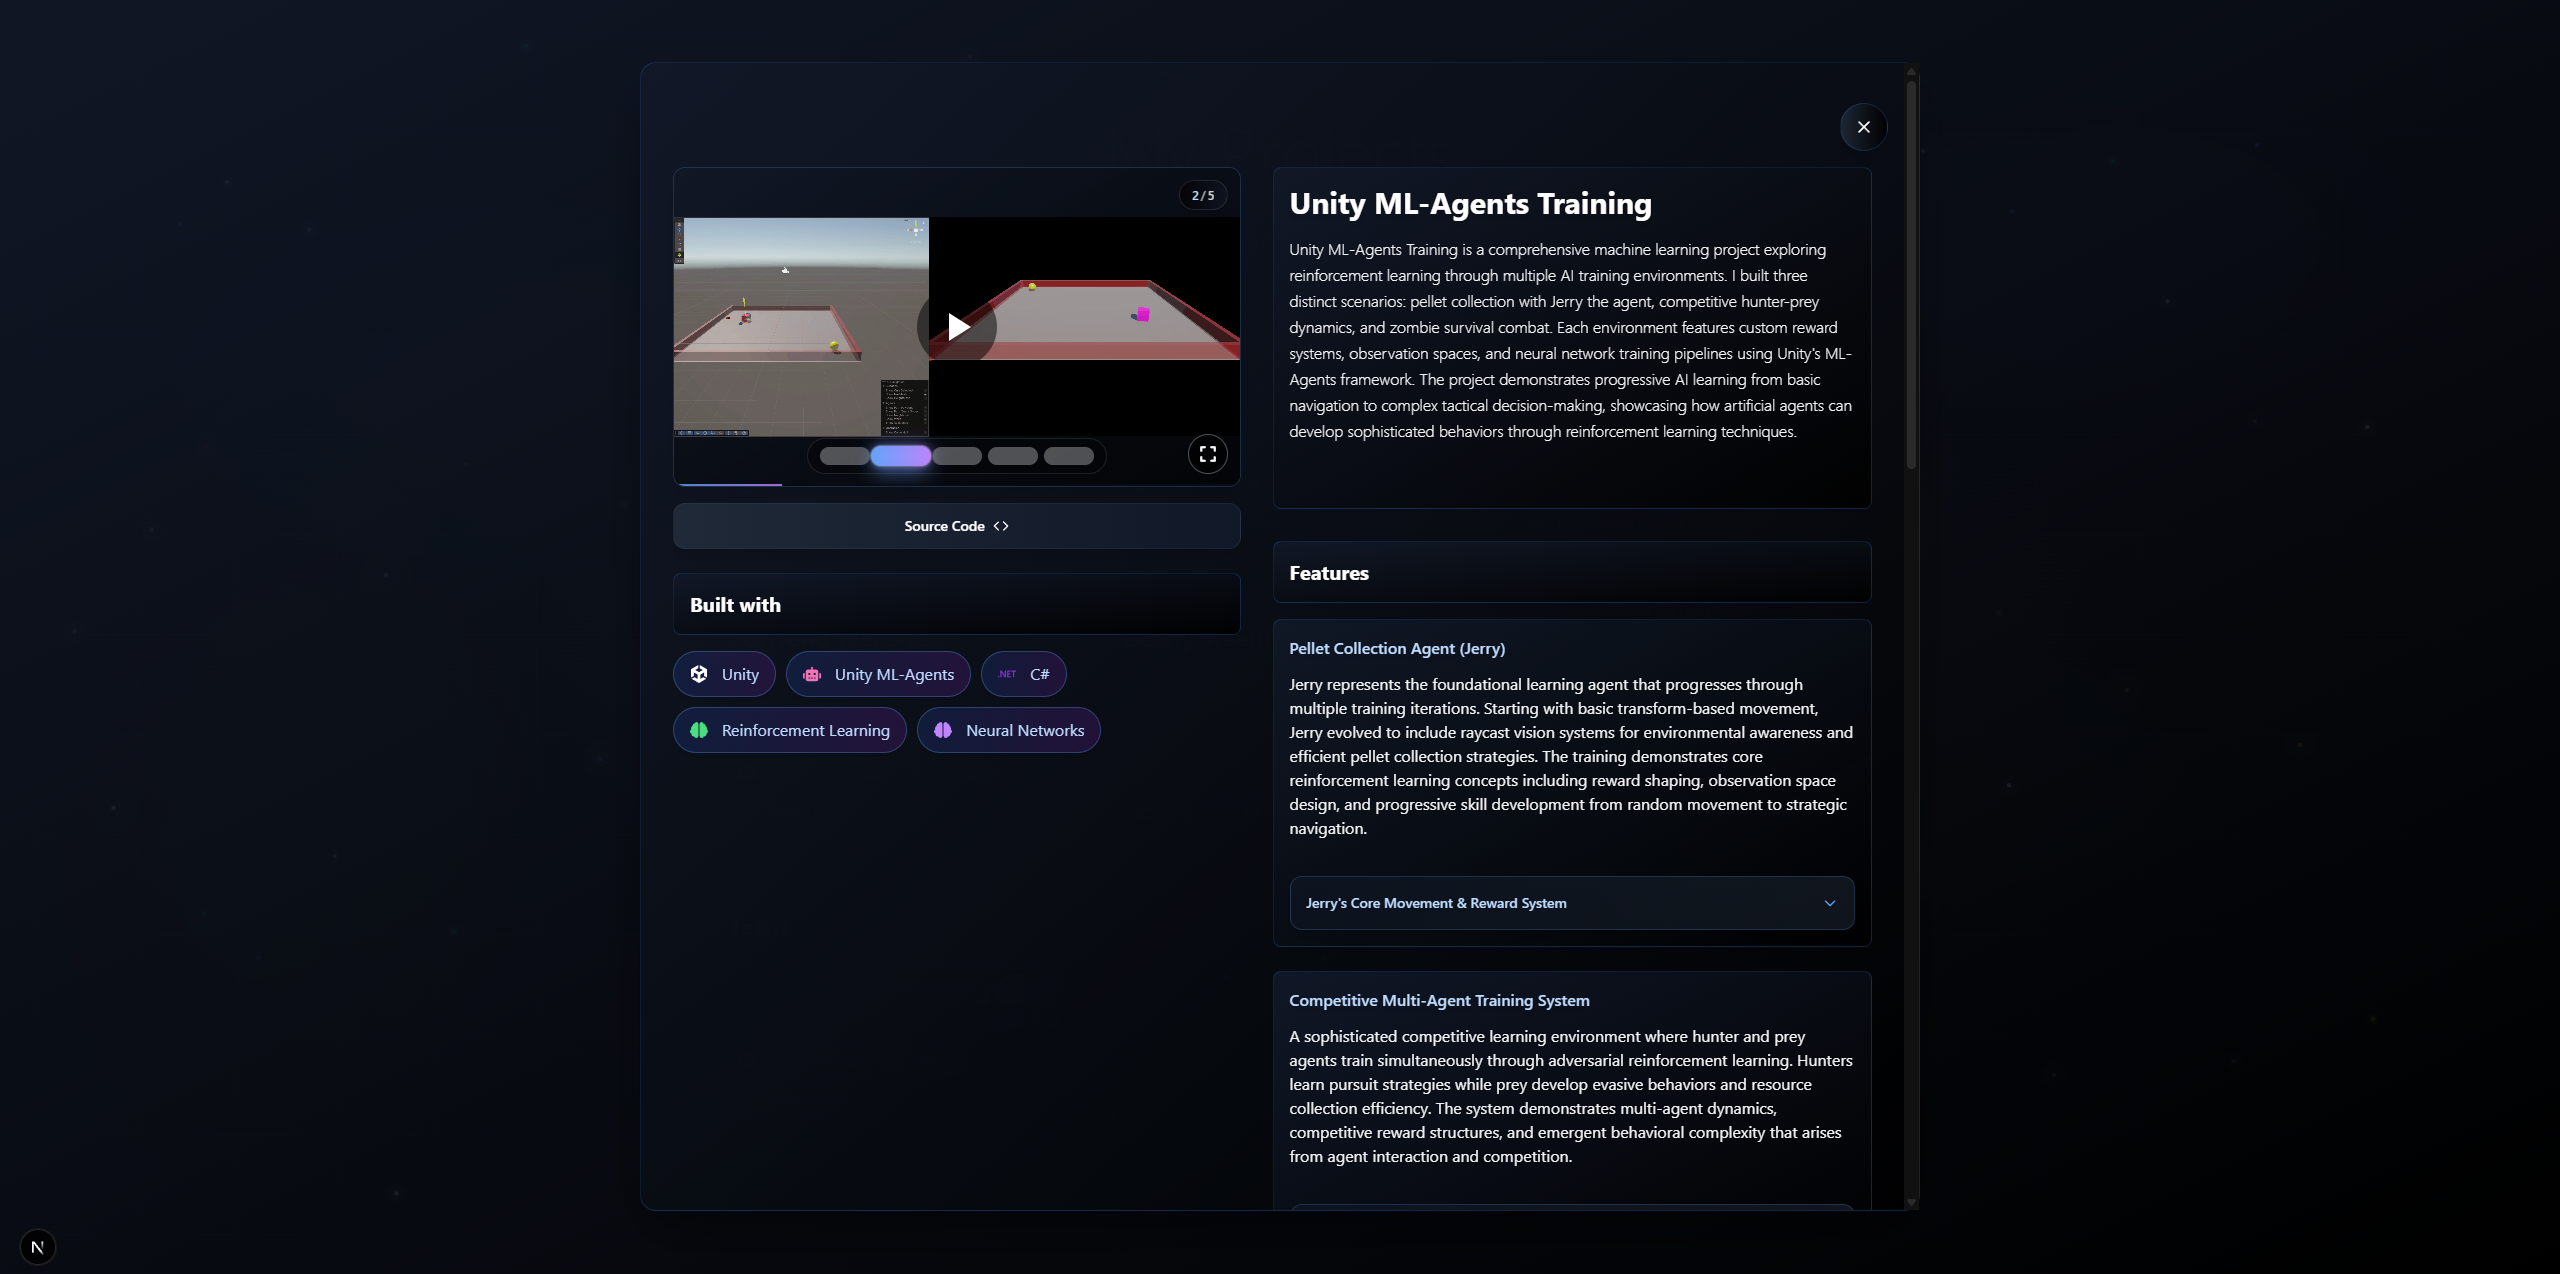 2/5
Source Code
Built with
Unity
Unity ML-Agents
.NET C#
Reinforcement Learning
Neural Networks
Unity ML-Agents Training
Unity ML-Agents Training is a comprehensive machine learning project exploring
reinforcement learning through multiple AI training environments. I built three
distinct scenarios: pellet collection with Jerry the agent, competitive hunter-prey
dynamics, and zombie survival combat. Each environment features custom reward
systems, observation spaces, and neural network training pipelines using Unity's ML-
Agents framework. The project demonstrates progressive AI learning from basic
navigation to complex tactical decision-making, showcasing how artificial agents can
develop sophisticated behaviors through reinforcement learning techniques.
Features
Pellet Collection Agent (Jerry)
Jerry represents the foundational learning agent that progresses through
multiple training iterations. Starting with basic transform-based movement,
Jerry evolved to include raycast vision systems for environmental awareness and
efficient pellet collection strategies. The training demonstrates core
reinforcement learning concepts including reward shaping, observation space
design, and progressive skill development from random movement to strategic
navigation.
Jerry's Core Movement & Reward System
Competitive Multi-Agent Training System
A sophisticated competitive learning environment where hunter and prey
agents train simultaneously through adversarial reinforcement learning. Hunters
learn pursuit strategies while prey develop evasive behaviors and resource
collection efficiency. The system demonstrates multi-agent dynamics,
competitive reward structures, and emergent behavioral complexity that arises
from agent interaction and competition.
N